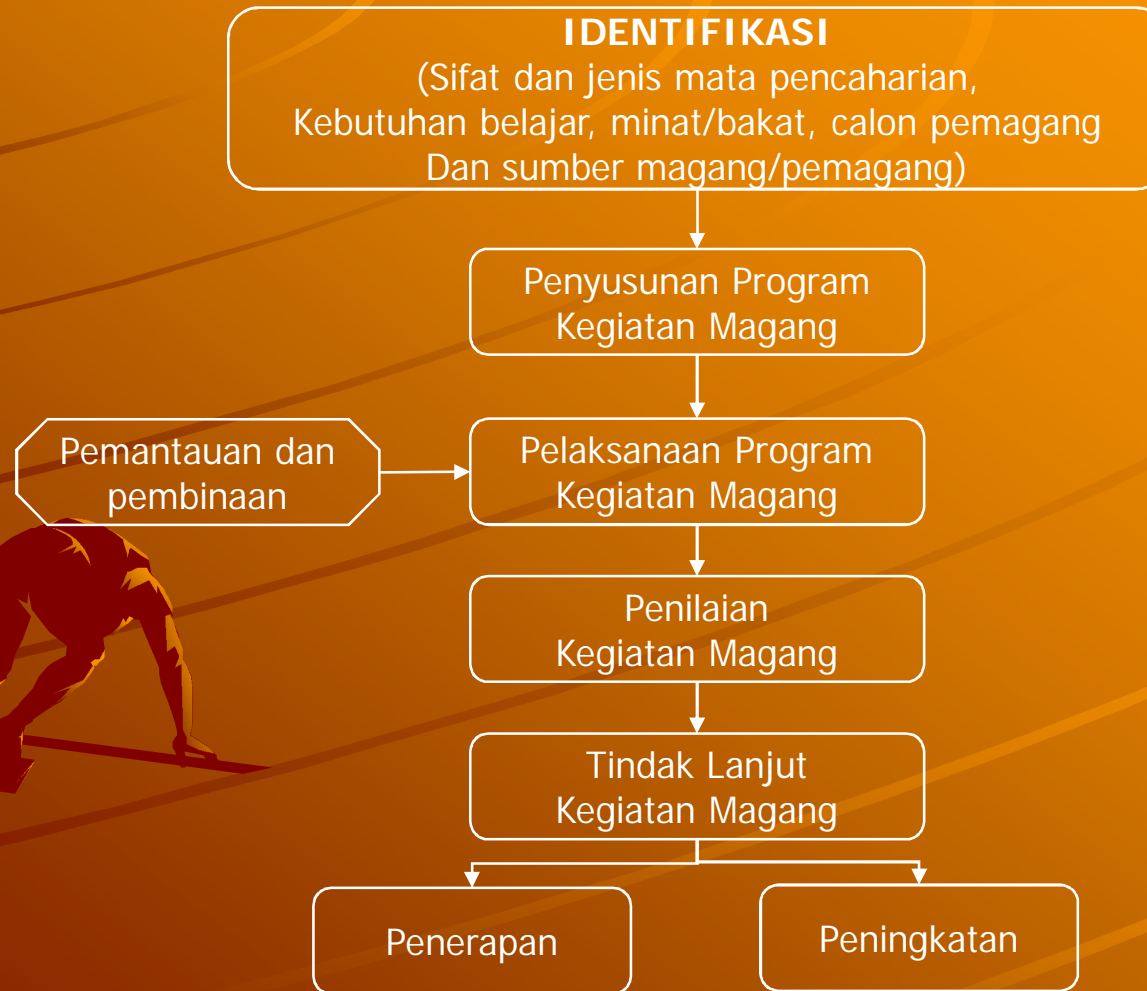 IDENTIFIKASI
(Sifat dan jenis mata pencaharian,
Kebutuhan belajar, minat/bakat, calon pemagang
Dan sumber magang/pemagang)
Penyusunan Program
Kegiatan Magang
Pemantauan dan
pembinaan
Pelaksanaan Program
Kegiatan Magang
Penilaian
Kegiatan Magang
Tindak Lanjut
Kegiatan Magang
Penerapan
Peningkatan